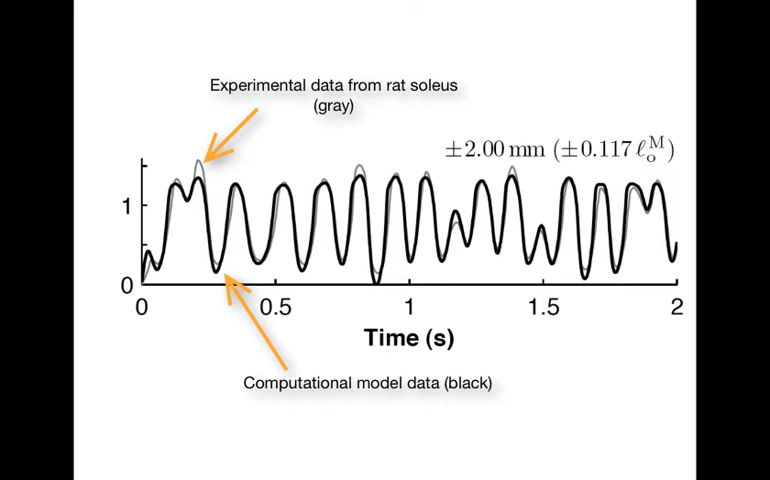 Experimental data from rat soleus
(gray)
±2.00 mm (±0.117 ℓₒᴹ)
1
0
0 0.5 1 1.5 2
Time (s)
Computational model data (black)